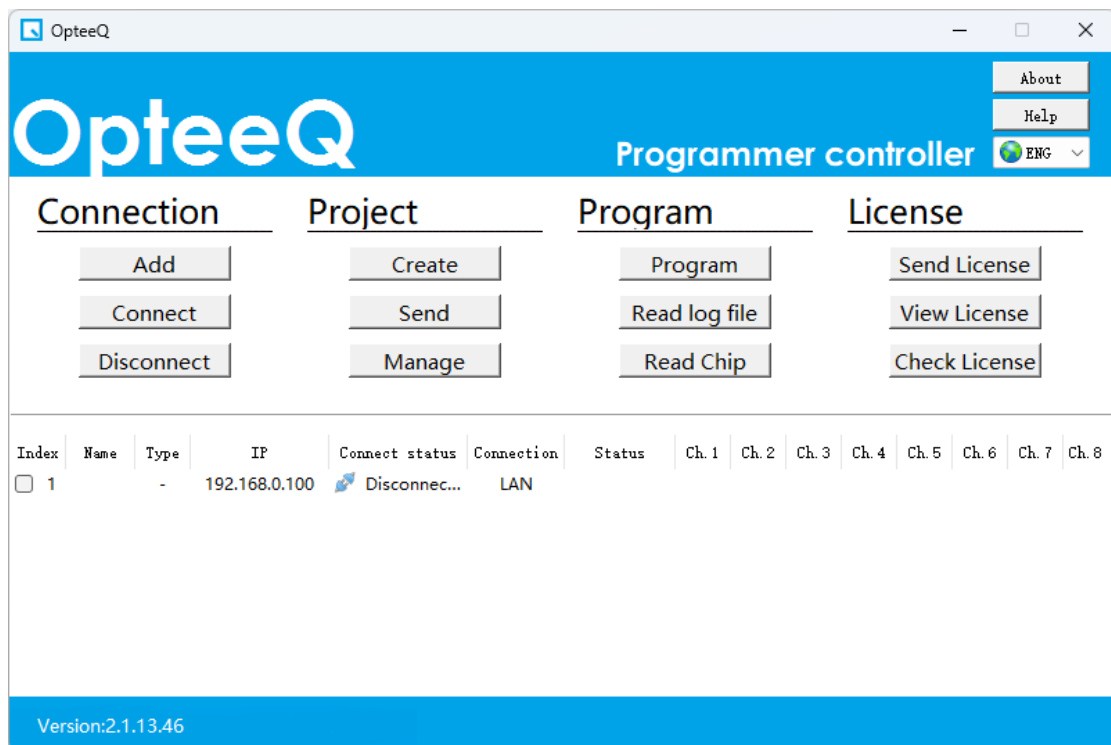 OpteeQ
About
OpteeQ
Help
Programmer controller
ENG
Connection Project Program License
Add Create Program Send License
Connect Send Read log file View License
Disconnect Manage Read Chip Check License
Index Name Type IP Connect status Connection Status Ch.1 Ch.2 Ch.3 Ch.4 Ch.5 Ch.6 Ch.7 Ch.8
1 - 192.168.0.100 Disconnec... LAN
Version:2.1.13.46